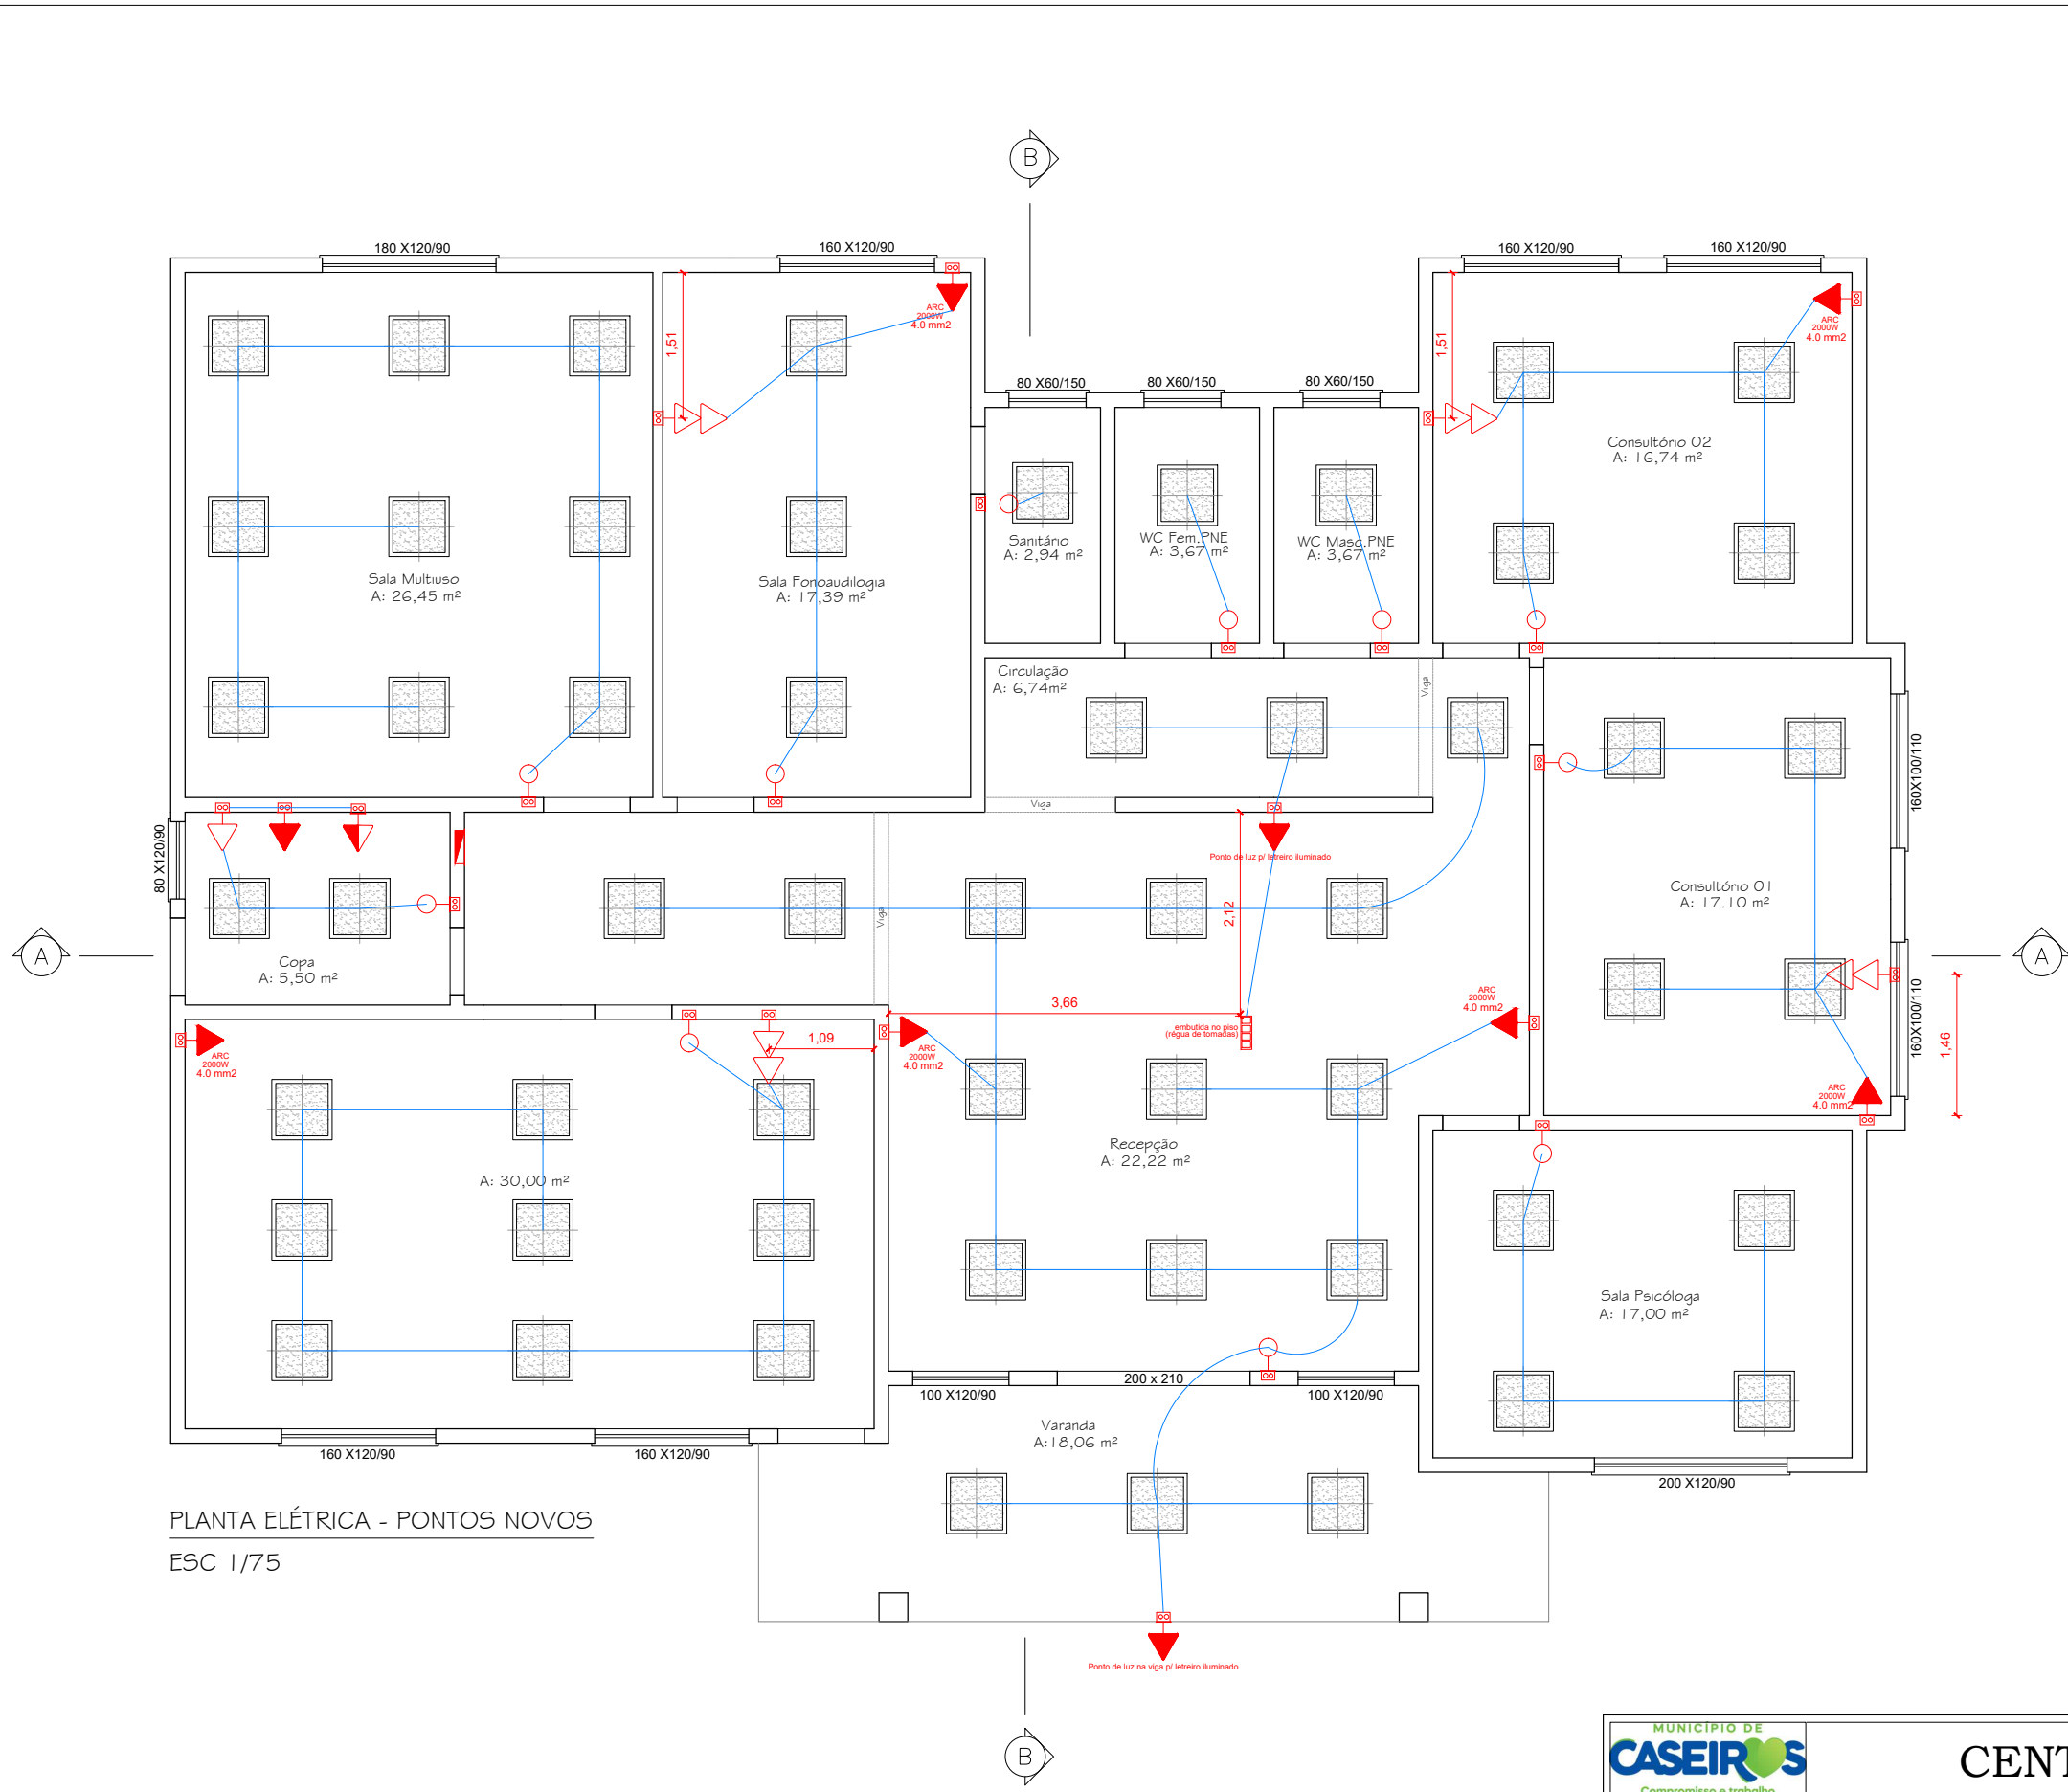 B
180 X120/90
160 X120/90
160 X120/90
160 X120/90
ARC
2000W
4.0 mm2
ARC
2000W
4.0 mm2
1,51
1,51
80 X60/150
80 X60/150
80 X60/150
Consultório 02
A: 16,74 m²
Sanitário
A: 2,94 m²
WC Fem.PNE
A: 3,67 m²
WC Masc.PNE
A: 3,67 m²
Sala Multiuso
A: 26,45 m²
Sala Fonoaudilogia
A: 17,39 m²
Circulação
A: 6,74m²
Viga
Viga
160X100/110
80 X120/90
Ponto de luz p/ letreiro iluminado
Viga
2,12
Consultório 01
A: 17.10 m²
A
Copa
A: 5,50 m²
A
3,66
ARC
2000W
4.0 mm2
embutida no piso
(régua de tomadas)
1,09
ARC
2000W
4.0 mm2
ARC
2000W
4.0 mm2
160X100/110
1,46
ARC
2000W
4.0 mm2
Recepção
A: 22,22 m²
A: 30,00 m²
Sala Psicóloga
A: 17,00 m²
100 X120/90
200 x 210
100 X120/90
Varanda
A:18,06 m²
160 X120/90
160 X120/90
200 X120/90
PLANTA ELÉTRICA - PONTOS NOVOS
ESC 1/75
Ponto de luz na viga p/ letreiro iluminado
B
MUNICÍPIO DE
CASEIROS
Compromisso e trabalho
CENT